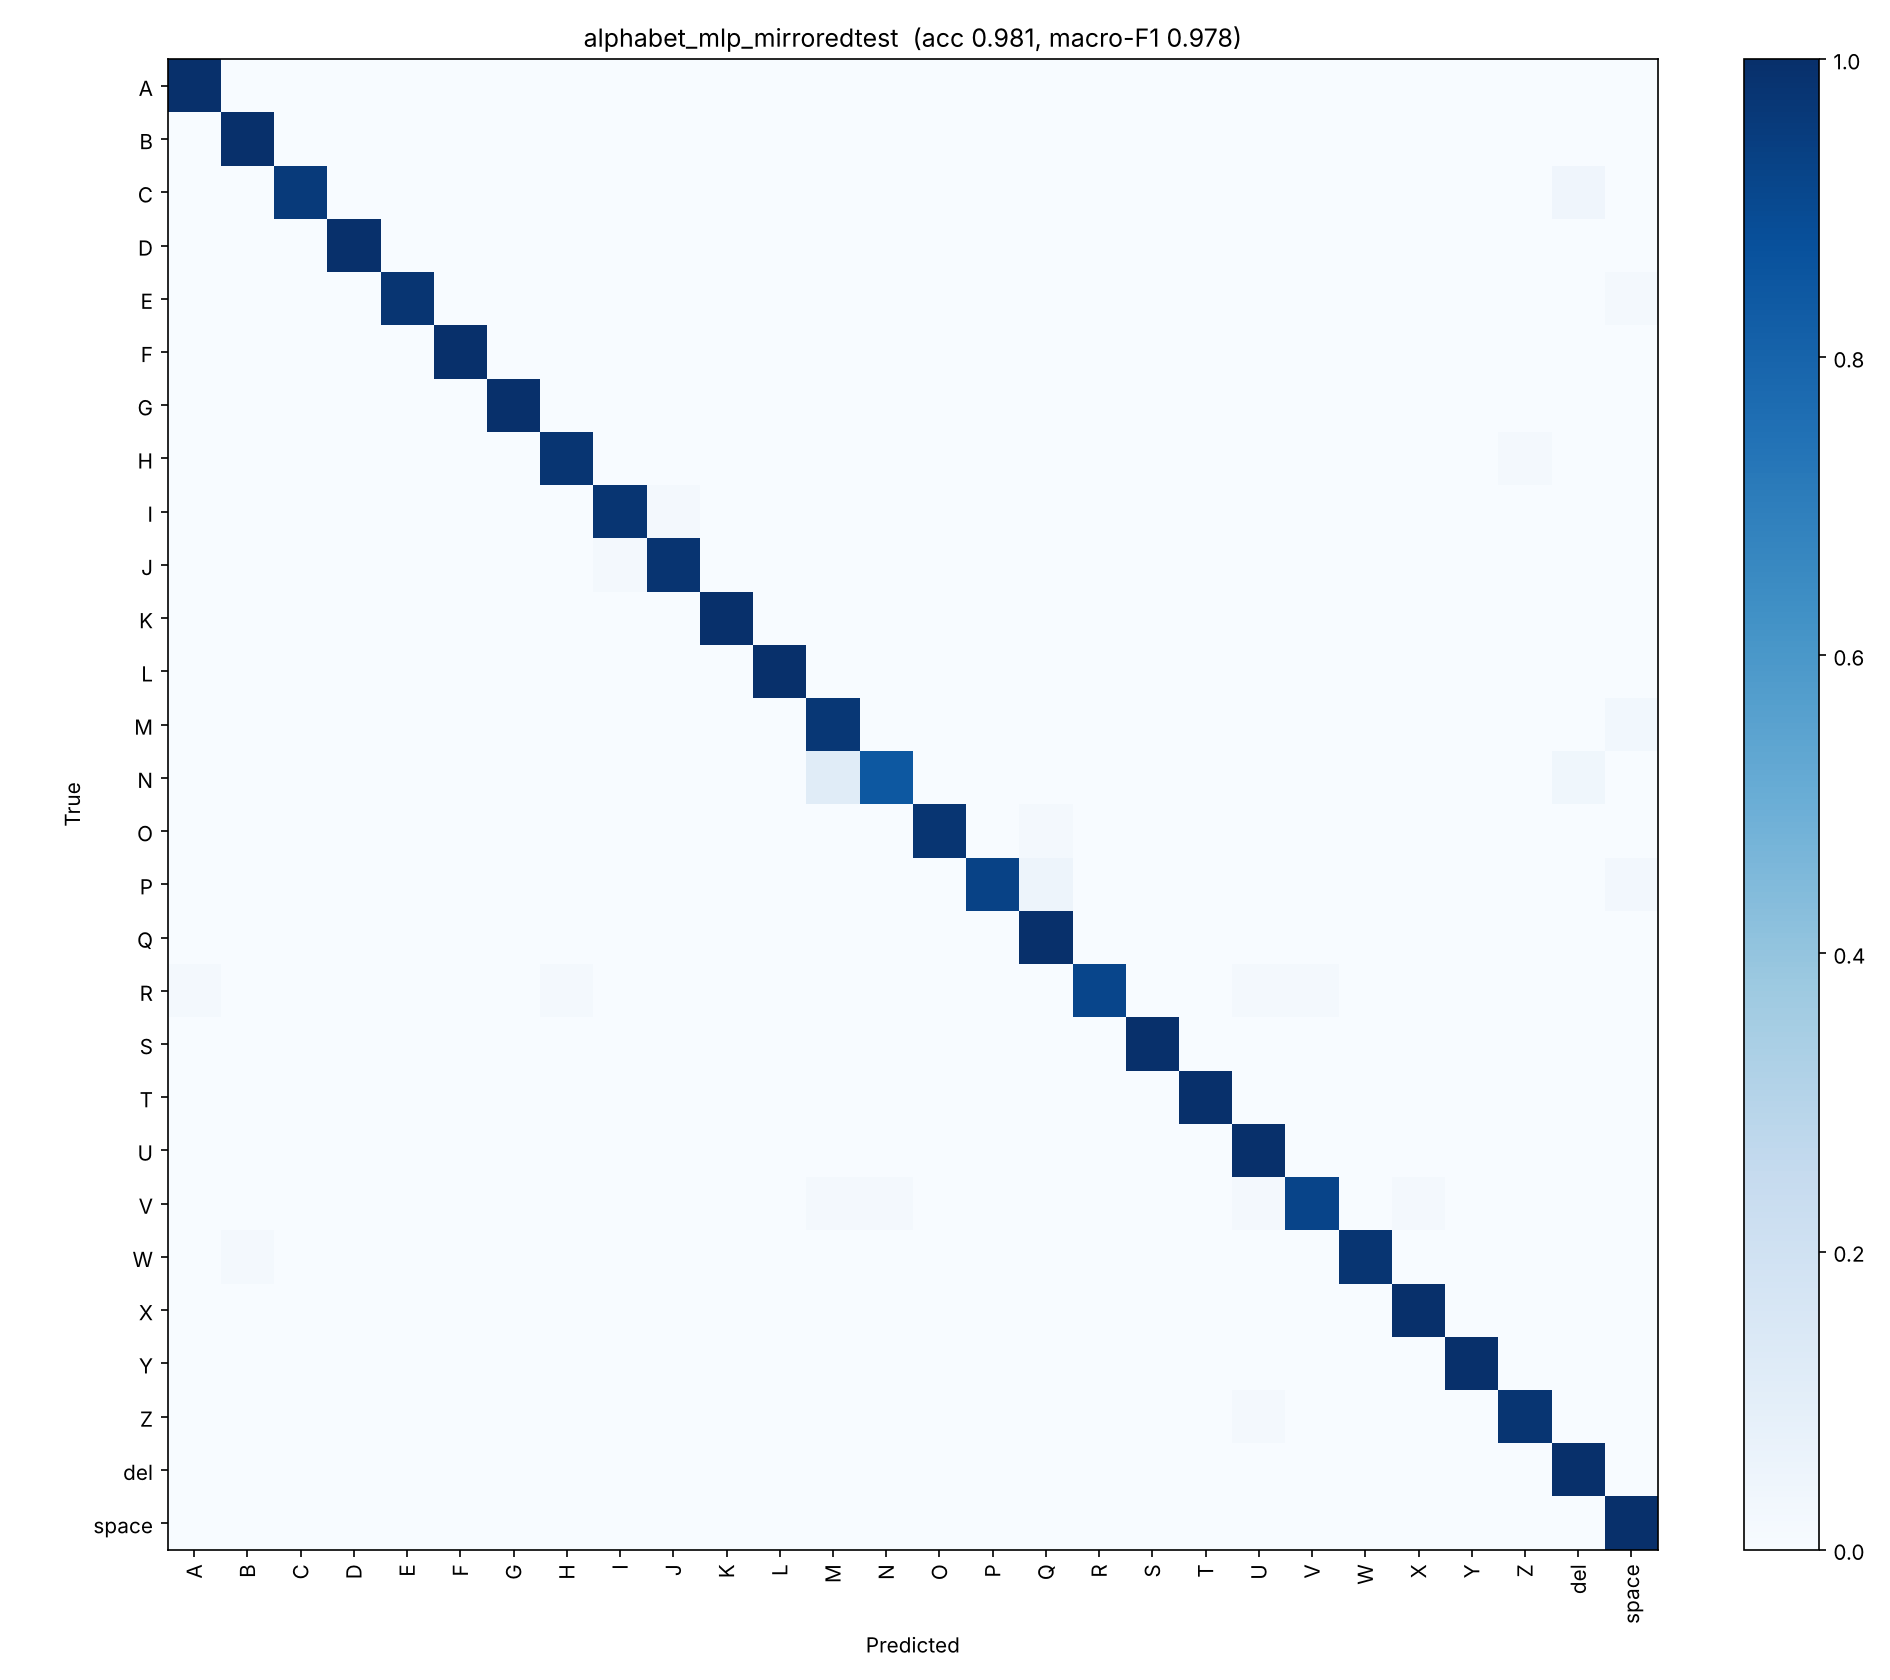 alphabet_mlp_mirroredtest (acc 0.981, macro-F1 0.978)
A
B
C
D
E
F
G
H
I
J
K
L
M
N
O
P
Q
R
S
T
U
V
W
X
Y
Z
del
space
True
A B C D E F G H I J K L M N O P Q R S T U V W X Y Z del space
Predicted
1.0
0.8
0.6
0.4
0.2
0.0